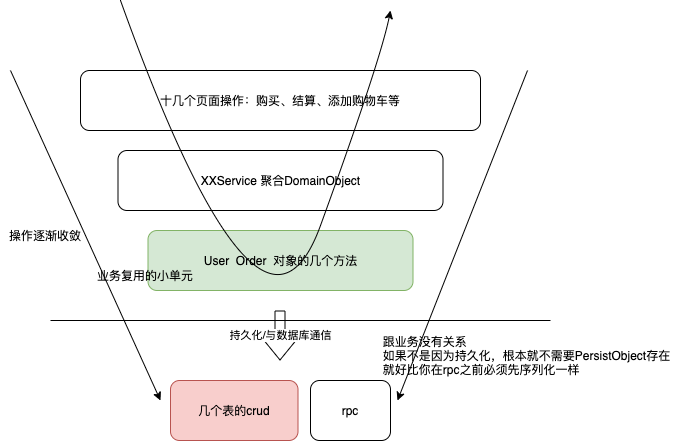 十几个页面操作：购买、结算、添加购物车等
XXService 聚合DomainObject
操作逐渐收敛
User Order 对象的几个方法
业务复用的小单元
持久化/与数据库通信
跟业务没有关系
如果不是因为持久化，根本就不需要PersistObject存在
就好比你在rpc之前必须先序列化一样
几个表的crud
rpc